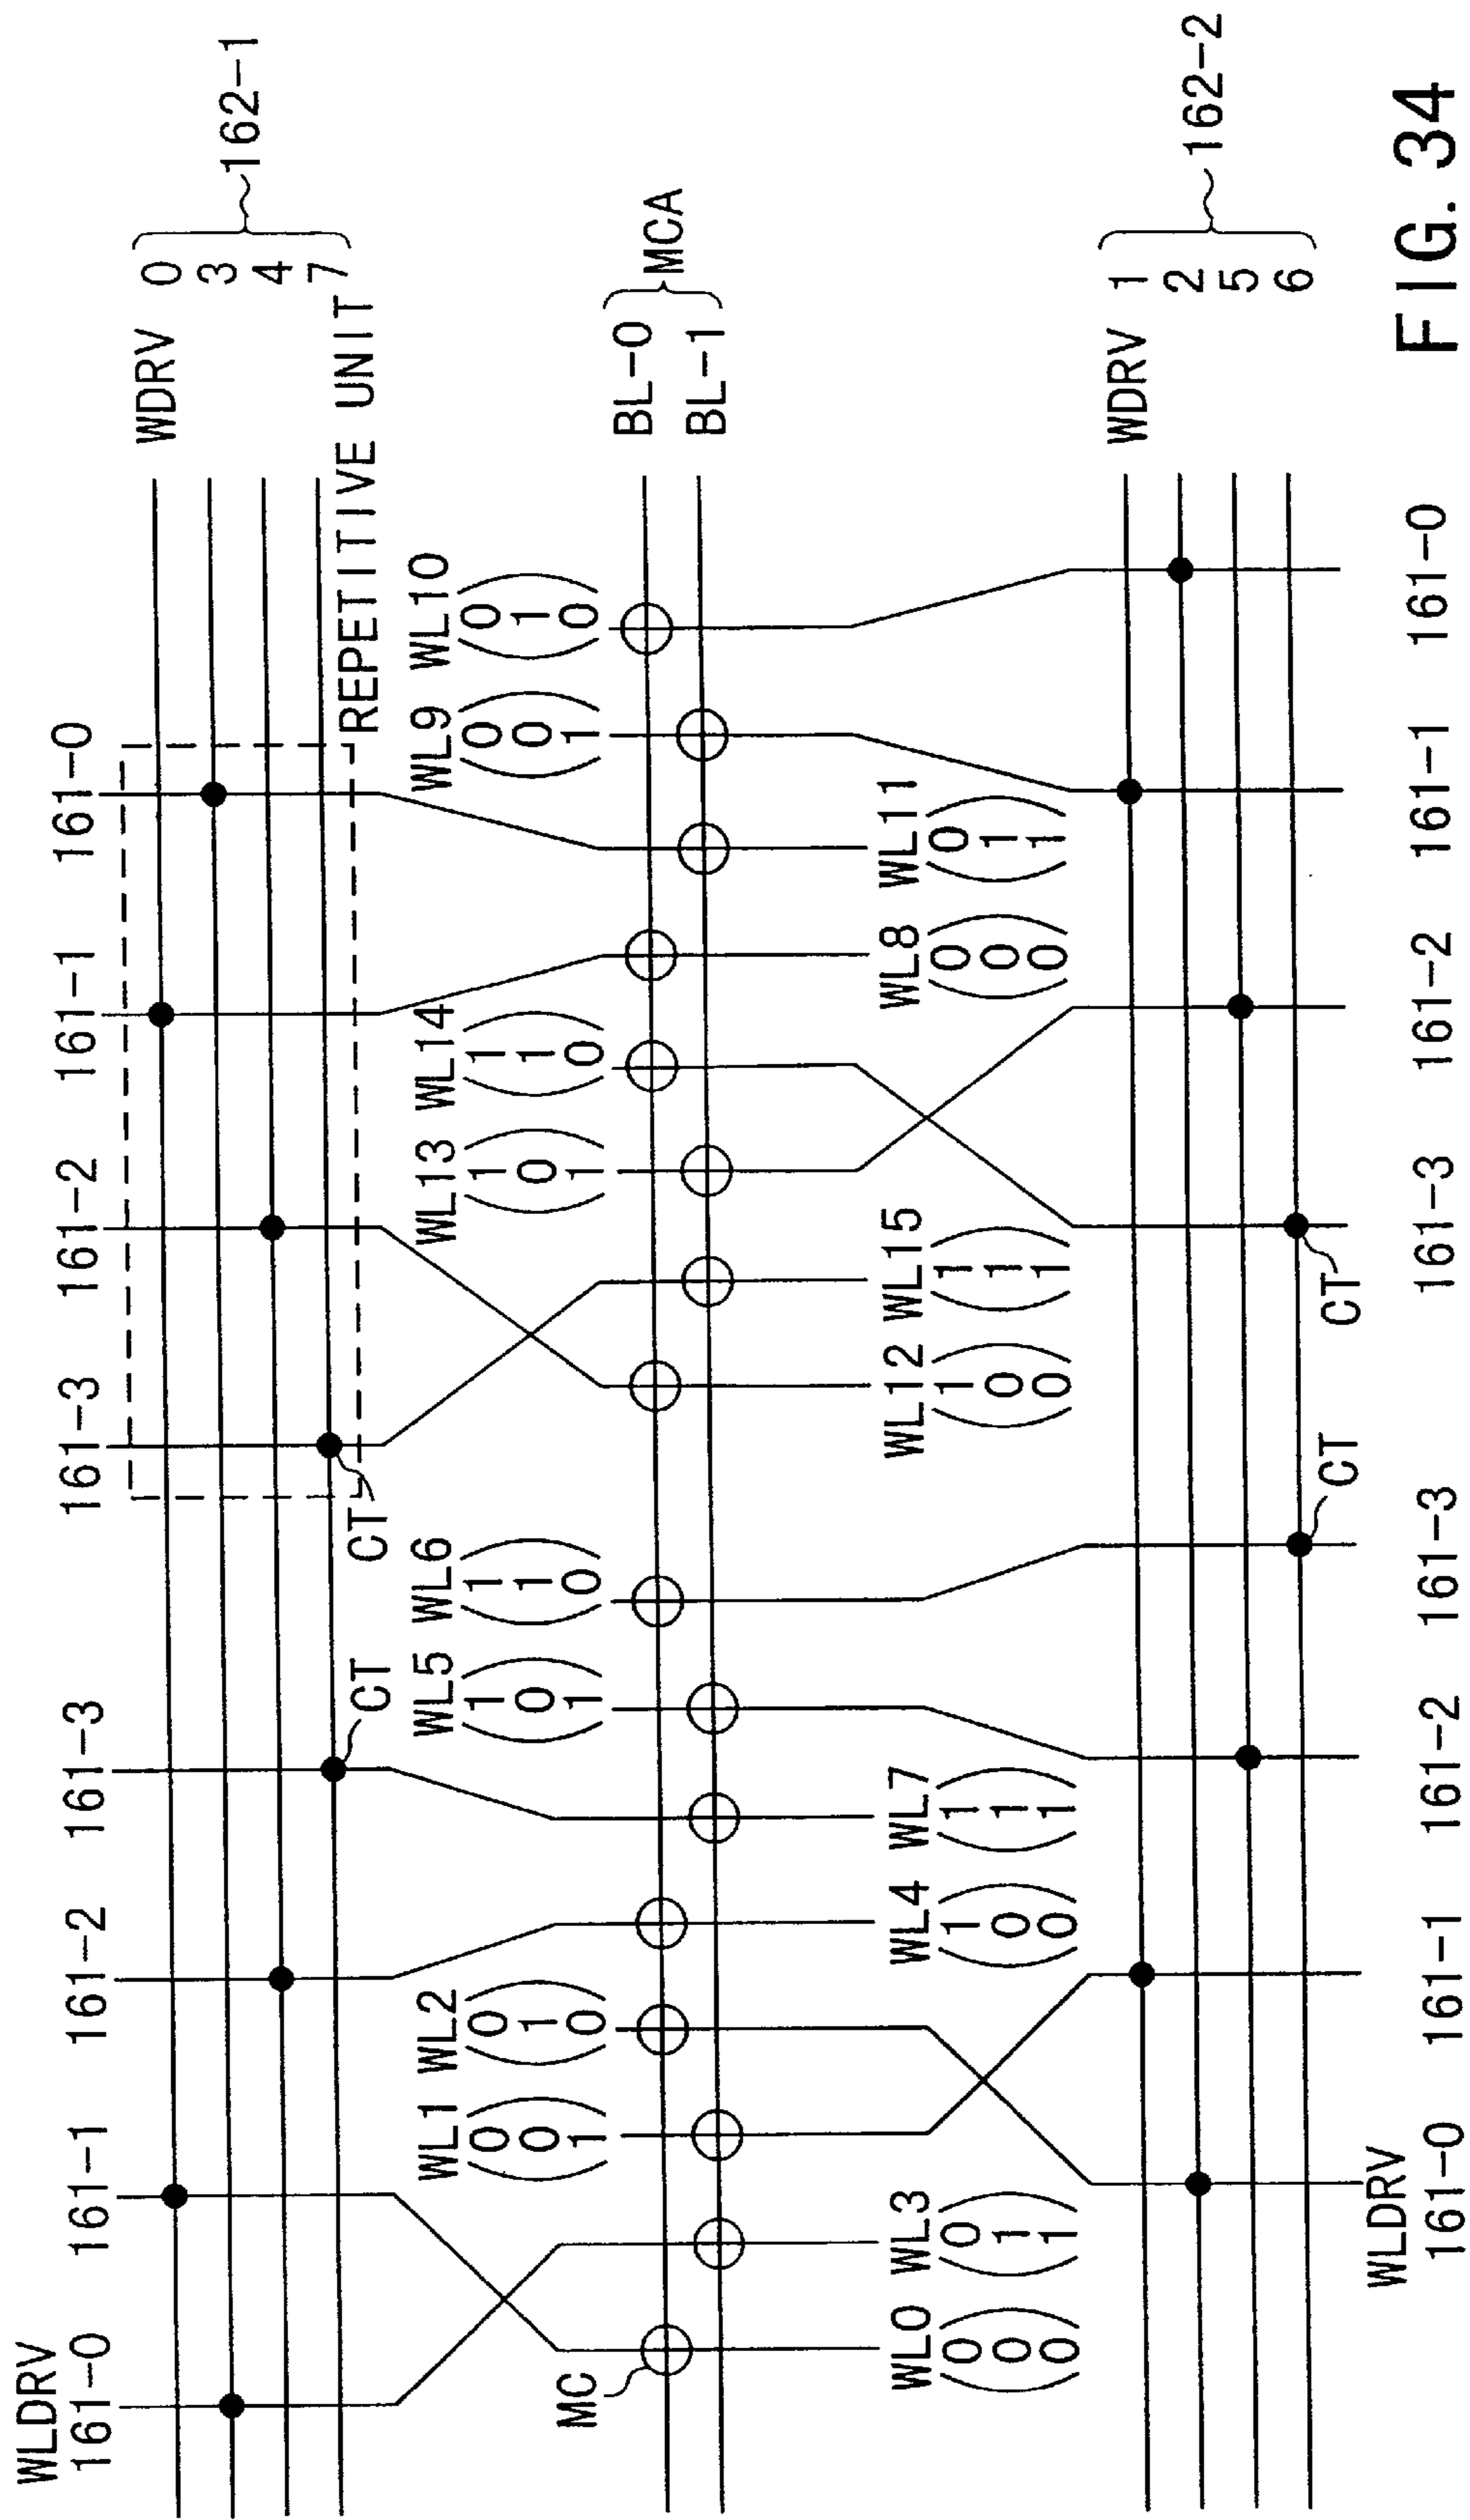 WLDRV
161-0 161-1 161-2 161-3 161-3 161-2 161-1 161-0
WDRV
0
3
4
7
162-1
REPETITIVE UNIT
CT
CT
WL1
(0 0 1)
WL2
(0 1 0)
WL5
(1 0 1)
WL6
(1 1 0)
WL13
(1 0 1)
WL14
(1 1 0)
WL9
(0 0 1)
WL10
(0 1 0)
MC
BL-0
BL-1
MCA
WL0
(0 0 0)
WL3
(0 1 1)
WL4
(1 0 0)
WL7
(1 1 1)
WL12
(1 0 0)
WL15
(1 1 1)
WL8
(0 0 0)
WL11
(0 1 1)
WDRV
1
2
5
6
162-2
CT
CT
WLDRV
161-0 161-1 161-2 161-3 161-3 161-2 161-1 161-0
FIG. 34